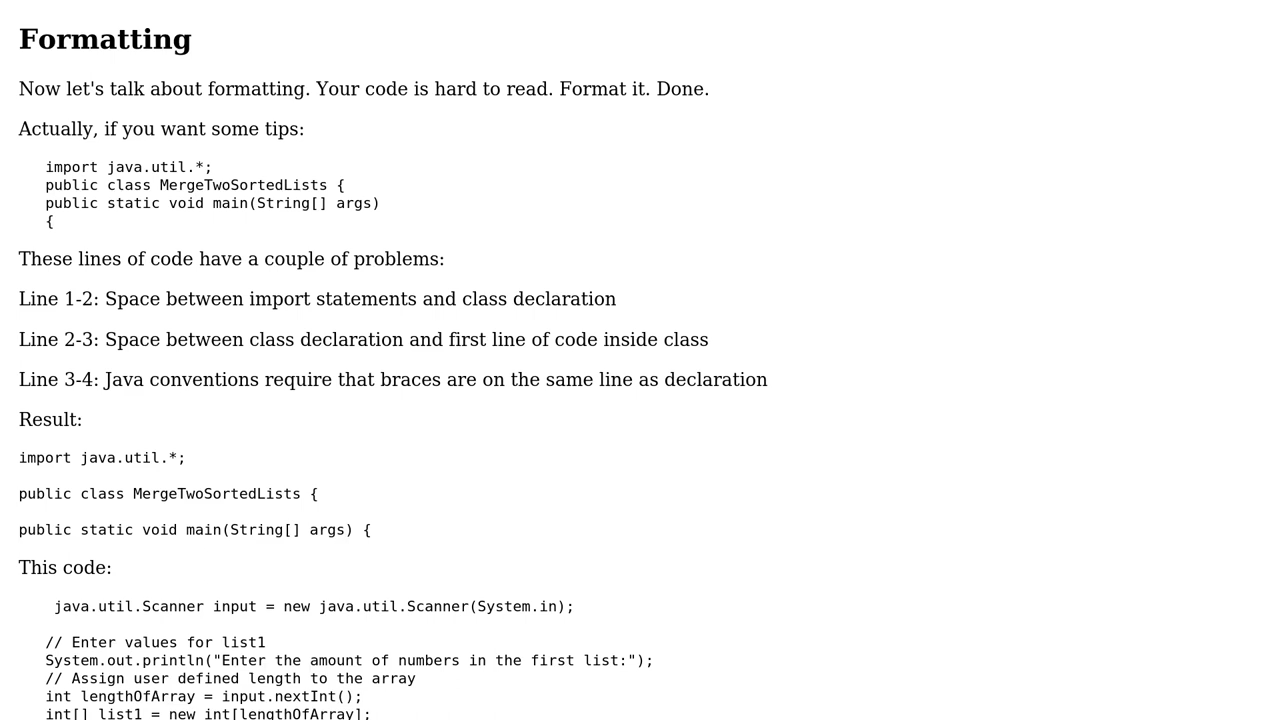 Formatting
Now let's talk about formatting. Your code is hard to read. Format it. Done.
Actually, if you want some tips:
import java.util.*;
public class MergeTwoSortedLists {
public static void main(String[] args)
{
These lines of code have a couple of problems:
Line 1-2: Space between import statements and class declaration
Line 2-3: Space between class declaration and first line of code inside class
Line 3-4: Java conventions require that braces are on the same line as declaration
Result:
import java.util.*;
public class MergeTwoSortedLists {
public static void main(String[] args) {
This code:
java.util.Scanner input = new java.util.Scanner(System.in);
// Enter values for list1
System.out.println("Enter the amount of numbers in the first list:");
// Assign user defined length to the array
int lengthOfArray = input.nextInt();
int[] list1 = new int[lengthOfArray];